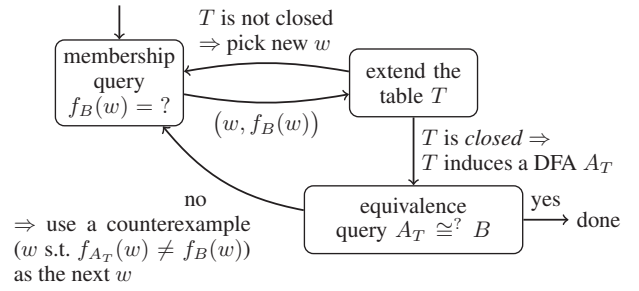 T is not closed
⇒ pick new w
membership
query
f_B(w) = ?
extend the
table T
(w, f_B(w))
T is closed ⇒
T induces a DFA A_T
no
⇒ use a counterexample
(w s.t. f_{A_T}(w) ≠ f_B(w))
as the next w
equivalence
query A_T ≅? B
yes
done